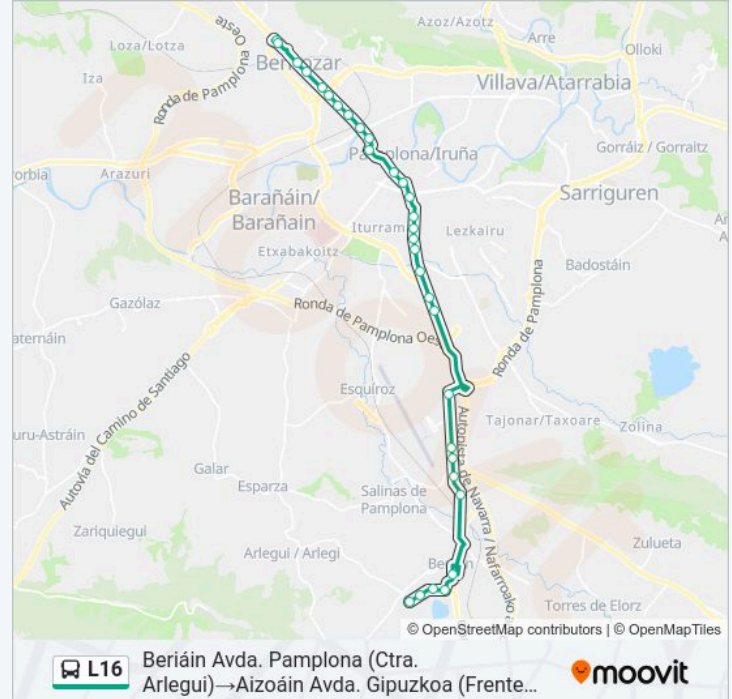 Azoz/Azotz
Loza/Lotza
Oeste
Arre
Olloki
Iza
Berriozar
Villava/Atarrabia
Ronda de Pamplona
Gorráiz / Gorraitz
Pamplona/Iruña
Arazuri
Sarriguren
Barañáin/
Barañain
Iturrama
Lezkairu
Etxabakoitz
Badostáin
Gazólaz
Ronda de Pamplona Oeste
Ronda de Pamplona
Esquíroz
Autovía del Camino de Santiago
Tajonar/Taxoare
Zolina
Autopista de Navarra / Nafarroako
Galar
Esparza
Salinas de
Pamplona
Zariquiegui
Arlegui / Arlegi
Zulueta
Beriáin
Torres de Elorz
© OpenStreetMap contributors | © OpenMapTiles
L16
Beriáin Avda. Pamplona (Ctra.
Arlegui)→Aizoáin Avda. Gipuzkoa (Frente...
moovit